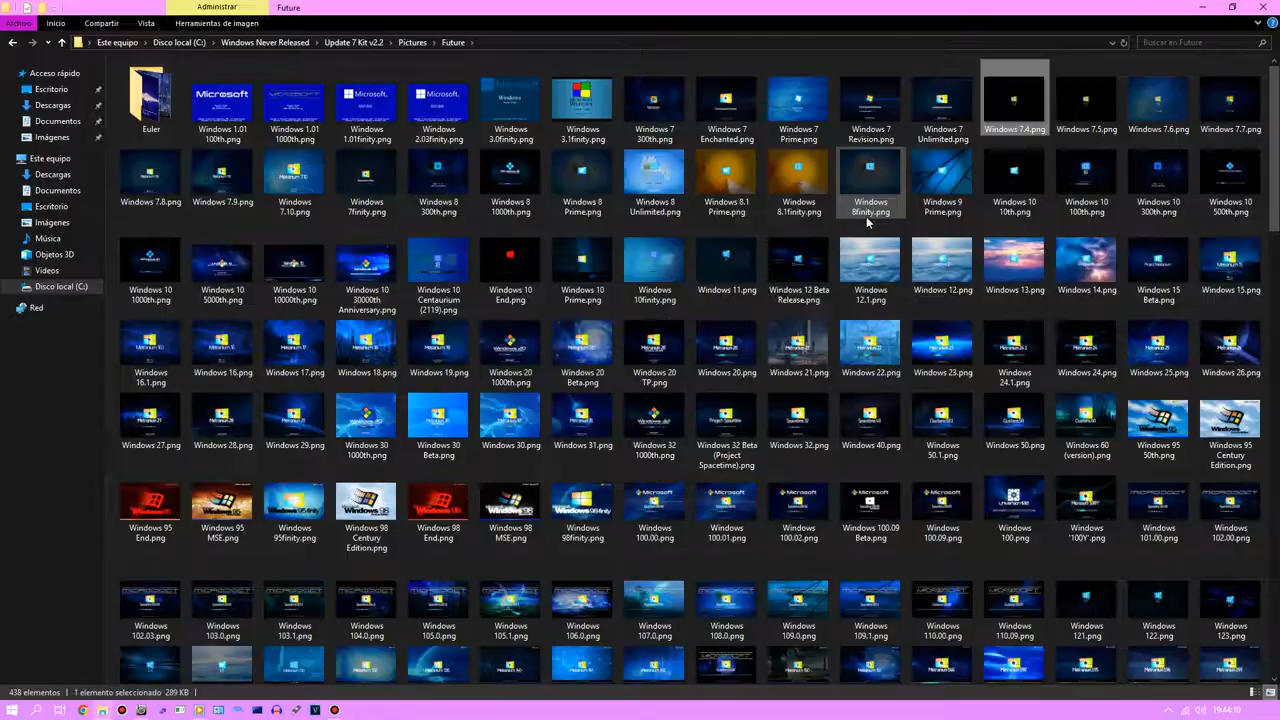 Administrar
Future
Archivo
Inicio
Compartir
Vista
Herramientas de imagen
Este equipo
Disco local (C:)
Windows Never Released
Update 7 Kit v2.2
Pictures
Future
Buscar en Future
Acceso rápido
Escritorio
Descargas
Documentos
Imágenes
Este equipo
Descargas
Documentos
Escritorio
Imágenes
Música
Objetos 3D
Videos
Disco local (C:)
Red
Euler
Windows 1.01
100th.png
Windows 1.01
1000th.png
Windows
1.01finity.png
Windows
2.03finity.png
Windows
3.0finity.png
Windows
3.1finity.png
Windows 7
300th.png
Windows 7
Enchanted.png
Windows 7
Prime.png
Windows 7
Revision.png
Windows 7
Unlimited.png
Windows 7.4.png
Windows 7.5.png
Windows 7.6.png
Windows 7.7.png
Windows 7.8.png
Windows 7.9.png
Windows
7.10.png
Windows
7finity.png
Windows 8
300th.png
Windows 8
1000th.png
Windows 8
Prime.png
Windows 8
Unlimited.png
Windows 8.1
Prime.png
Windows
8.1finity.png
Windows
8finity.png
Windows 9
Prime.png
Windows 10
10th.png
Windows 10
100th.png
Windows 10
300th.png
Windows 10
500th.png
Windows 10
1000th.png
Windows 10
5000th.png
Windows 10
10000th.png
Windows 10
30000th
Anniversary.png
Windows 10
Centaurium
(2119).png
Windows 10
End.png
Windows 10
Prime.png
Windows
10finity.png
Windows 11.png
Windows 12 Beta
Release.png
Windows
12.1.png
Windows 12.png
Windows 13.png
Windows 14.png
Windows 15
Beta.png
Windows 15.png
Windows
16.1.png
Windows 16.png
Windows 17.png
Windows 18.png
Windows 19.png
Windows 20
1000th.png
Windows 20
Beta.png
Windows 20
TP.png
Windows 20.png
Windows 21.png
Windows 22.png
Windows 23.png
Windows
24.1.png
Windows 24.png
Windows 25.png
Windows 26.png
Windows 27.png
Windows 28.png
Windows 29.png
Windows 30
1000th.png
Windows 30
Beta.png
Windows 30.png
Windows 31.png
Windows 32
1000th.png
Windows 32 Beta
(Project
Spacetime).png
Windows 32.png
Windows 40.png
Windows
50.1.png
Windows 50.png
Windows 60
(version).png
Windows 95
50th.png
Windows 95
Century
Edition.png
Windows 95
End.png
Windows 95
MSE.png
Windows
95finity.png
Windows 98
Century
Edition.png
Windows 98
End.png
Windows 98
MSE.png
Windows
98finity.png
Windows
100.00.png
Windows
100.01.png
Windows
100.02.png
Windows 100.09
Beta.png
Windows
100.09.png
Windows
100.png
Windows
'100Y'.png
Windows
101.00.png
Windows
102.00.png
Windows
102.03.png
Windows
103.0.png
Windows
103.1.png
Windows
104.0.png
Windows
105.0.png
Windows
105.1.png
Windows
106.0.png
Windows
107.0.png
Windows
108.0.png
Windows
109.0.png
Windows
109.1.png
Windows
110.00.png
Windows
110.09.png
Windows
121.png
Windows
122.png
Windows
123.png
438 elementos
1 elemento seleccionado 289 KB
19:44:10